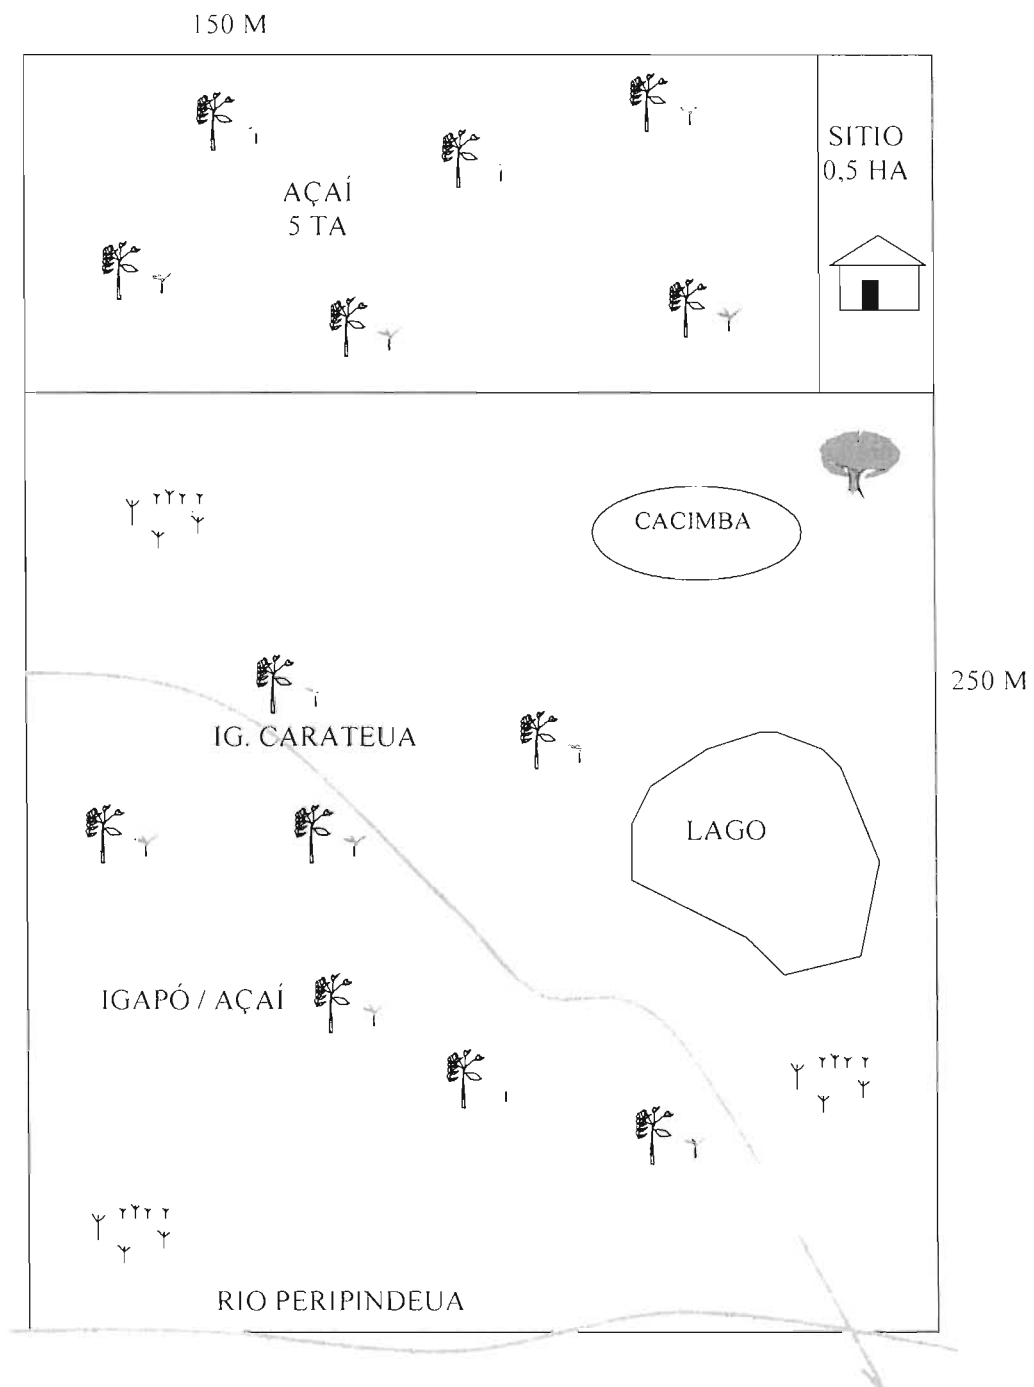 150 M
SITIO
0,5 HA
AÇAÍ
5 TA
CACIMBA
250 M
IG. CARATEUA
LAGO
IGAPÓ / AÇAÍ
RIO PERIPINDEUA